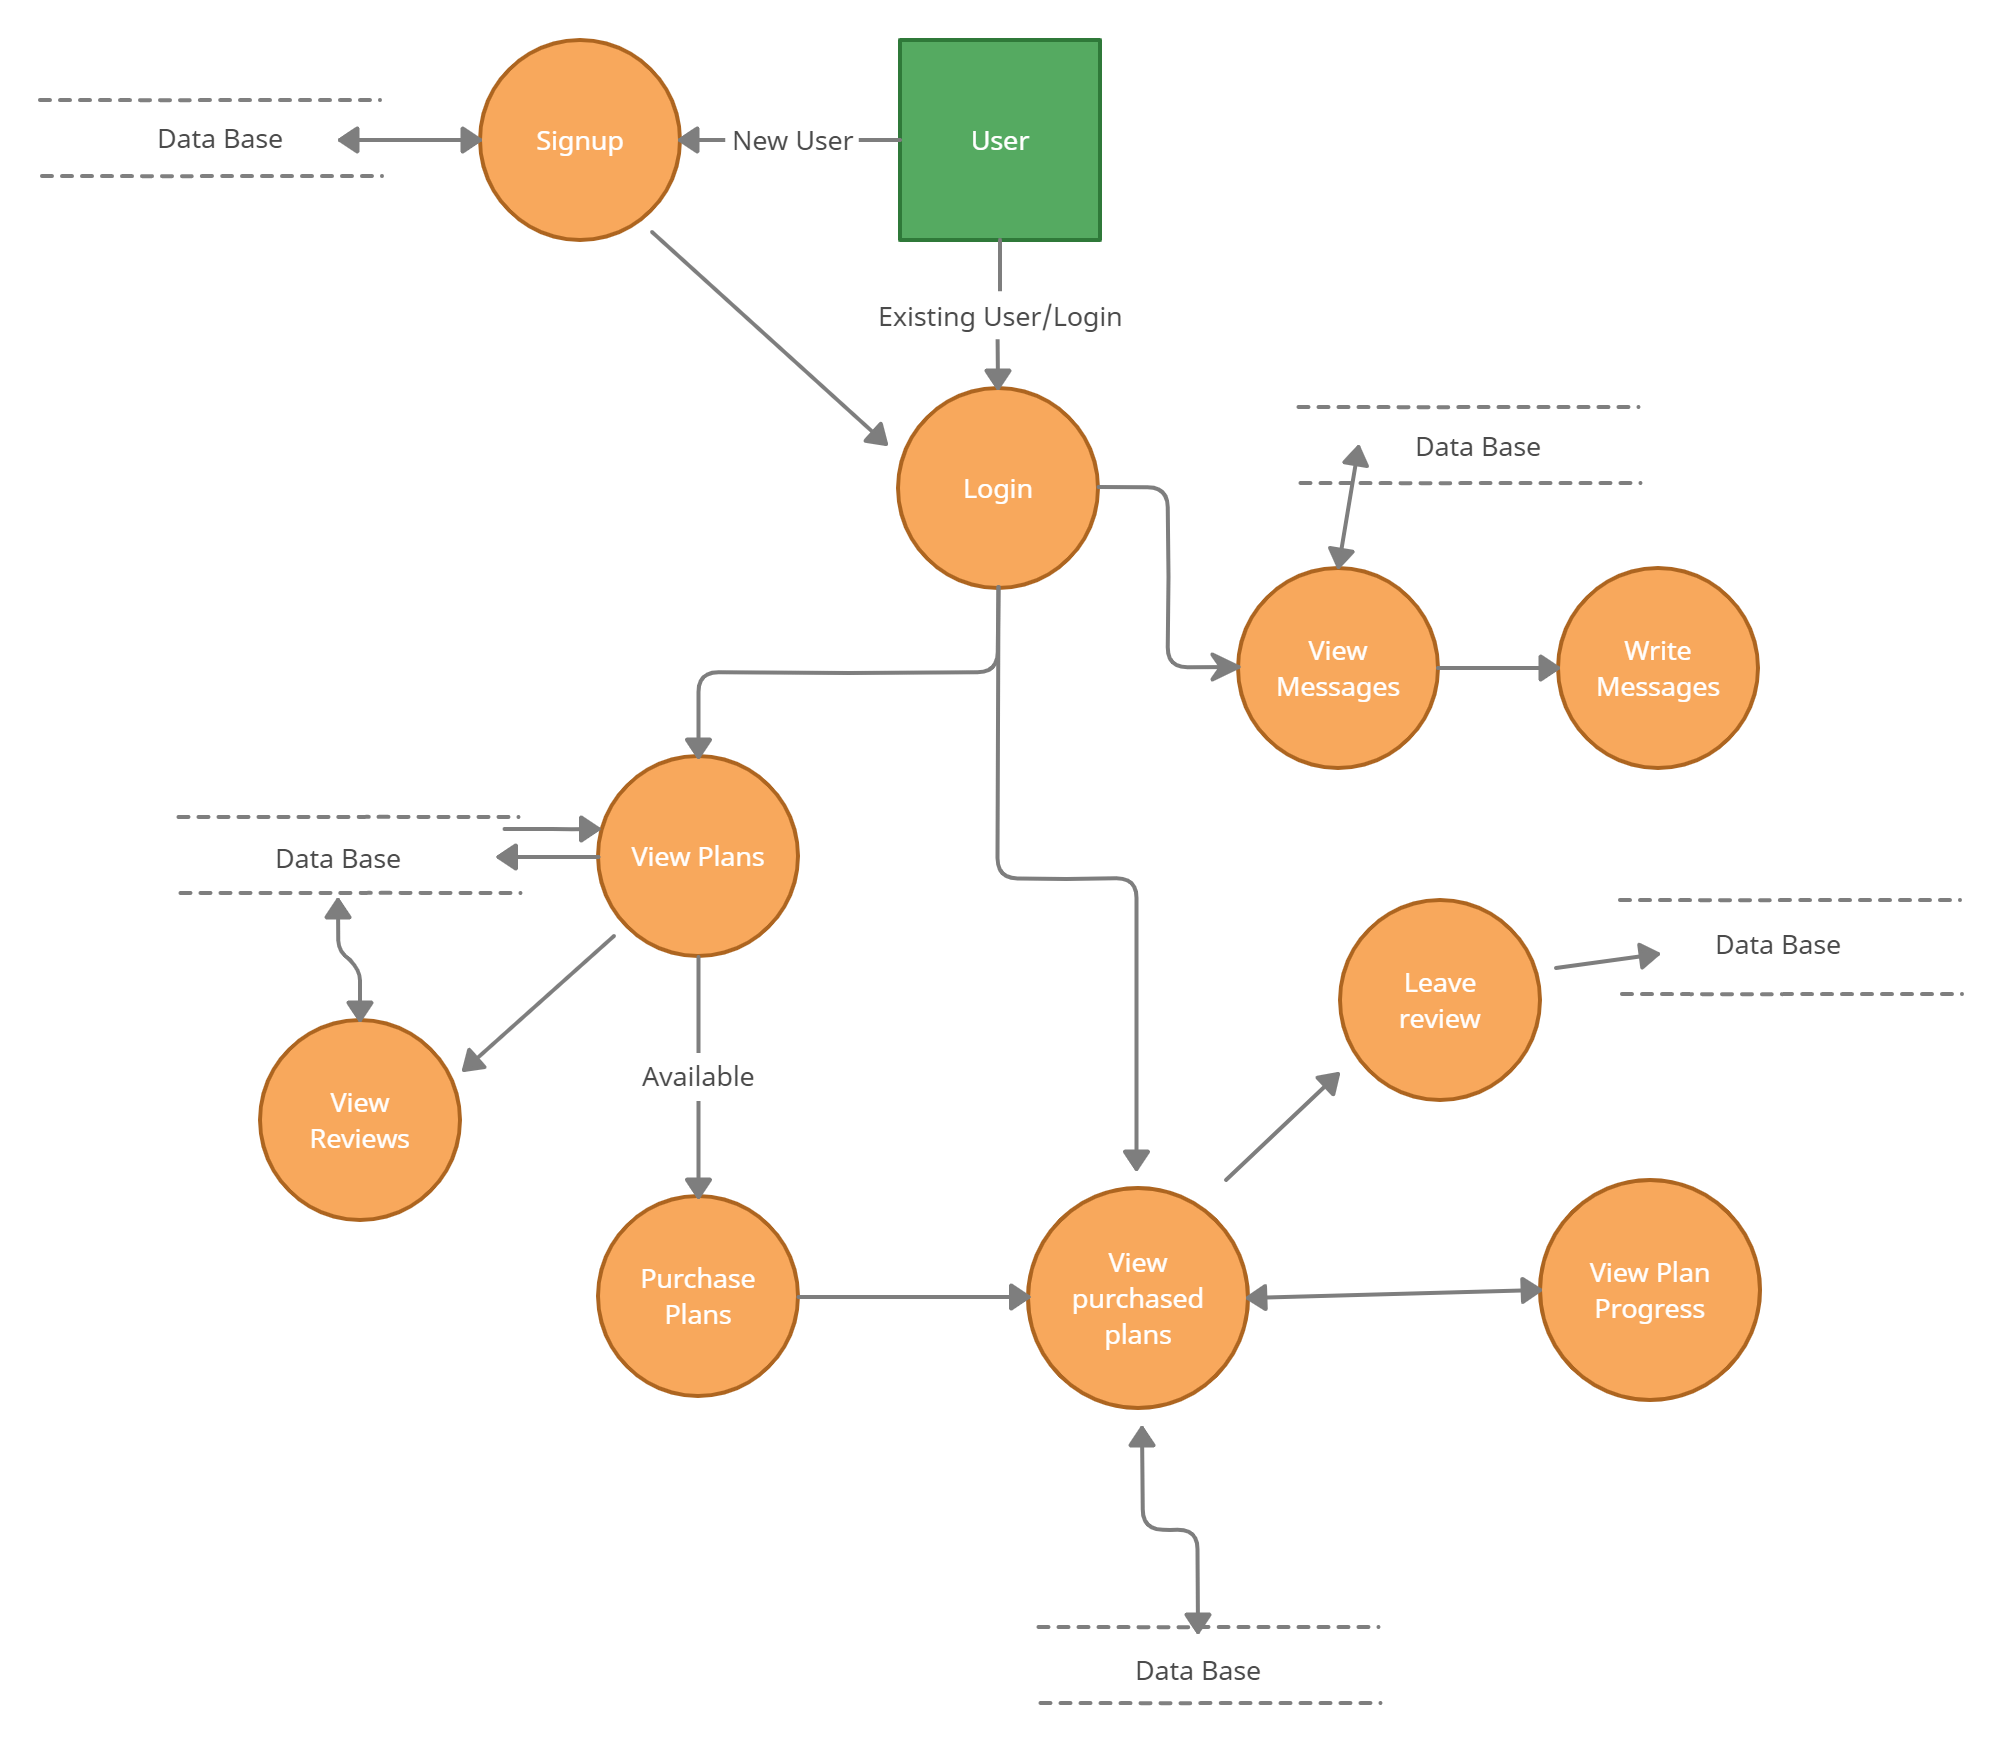 Data Base
Signup
New User
User
Existing User/Login
Login
Data Base
View
Messages
Write
Messages
Data Base
View Plans
Data Base
Leave
review
View
Reviews
Available
Purchase
Plans
View
purchased
plans
View Plan
Progress
Data Base